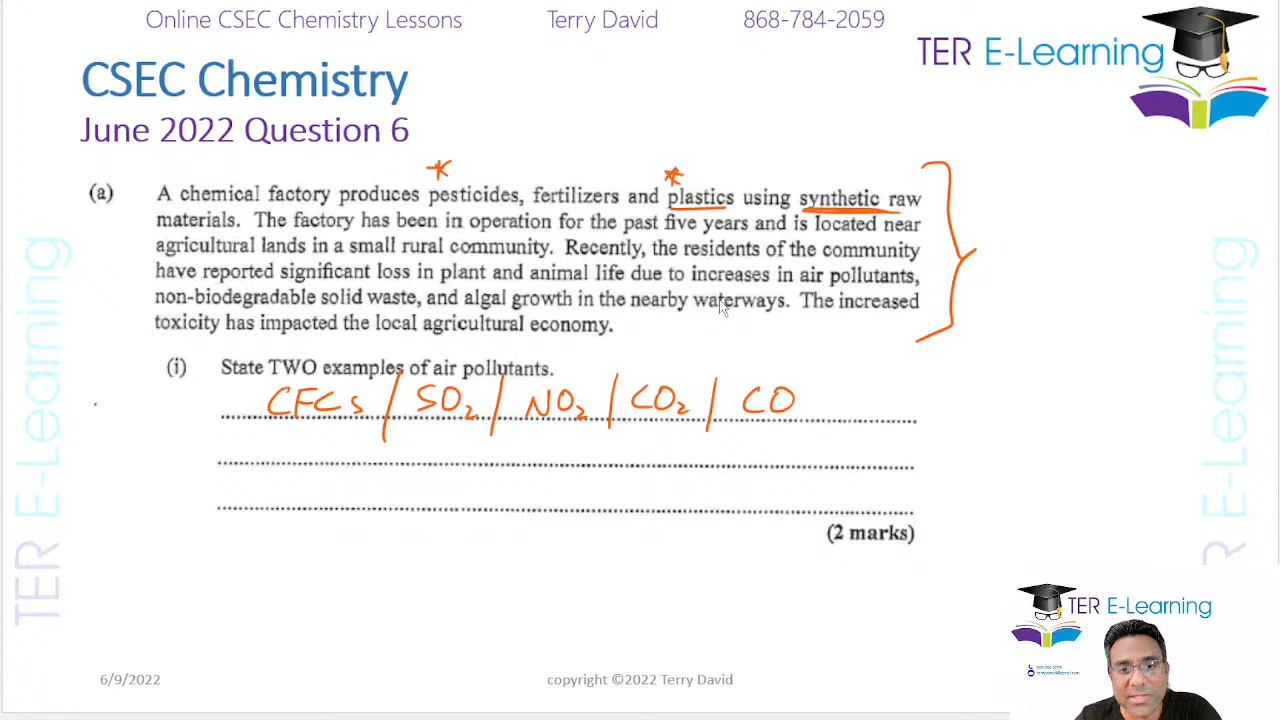 Online CSEC Chemistry Lessons Terry David 868-784-2059
TER E-Learning
CSEC Chemistry
June 2022 Question 6
(a) A chemical factory produces pesticides, fertilizers and plastics using synthetic raw
materials. The factory has been in operation for the past five years and is located near
agricultural lands in a small rural community. Recently, the residents of the community
have reported significant loss in plant and animal life due to increases in air pollutants,
non-biodegradable solid waste, and algal growth in the nearby waterways. The increased
toxicity has impacted the local agricultural economy.
(i) State TWO examples of air pollutants.
CFCs / SO₂ / NO₂ / CO₂ / CO
(2 marks)
TER E-Learning
TER E-Learning
TER E-Learning
6/9/2022 copyright ©2022 Terry David